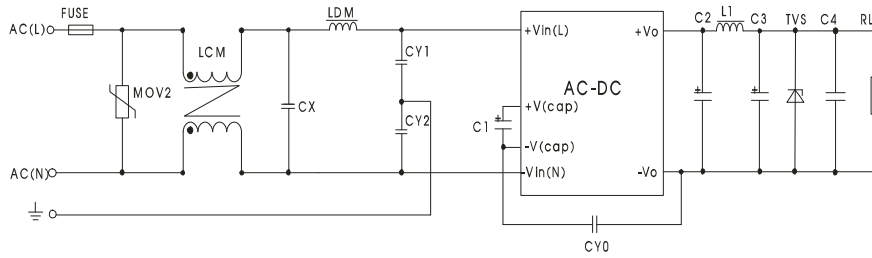 FUSE
LDM
C2
L1
C3
TVS
C4
RL
AC(L)
LCM
+Vin(L)
+Vo
CY1
AC-DC
MOV2
CX
+V(cap)
CY2
C1
-V(cap)
AC(N)
-Vin(N)
-Vo
CY0